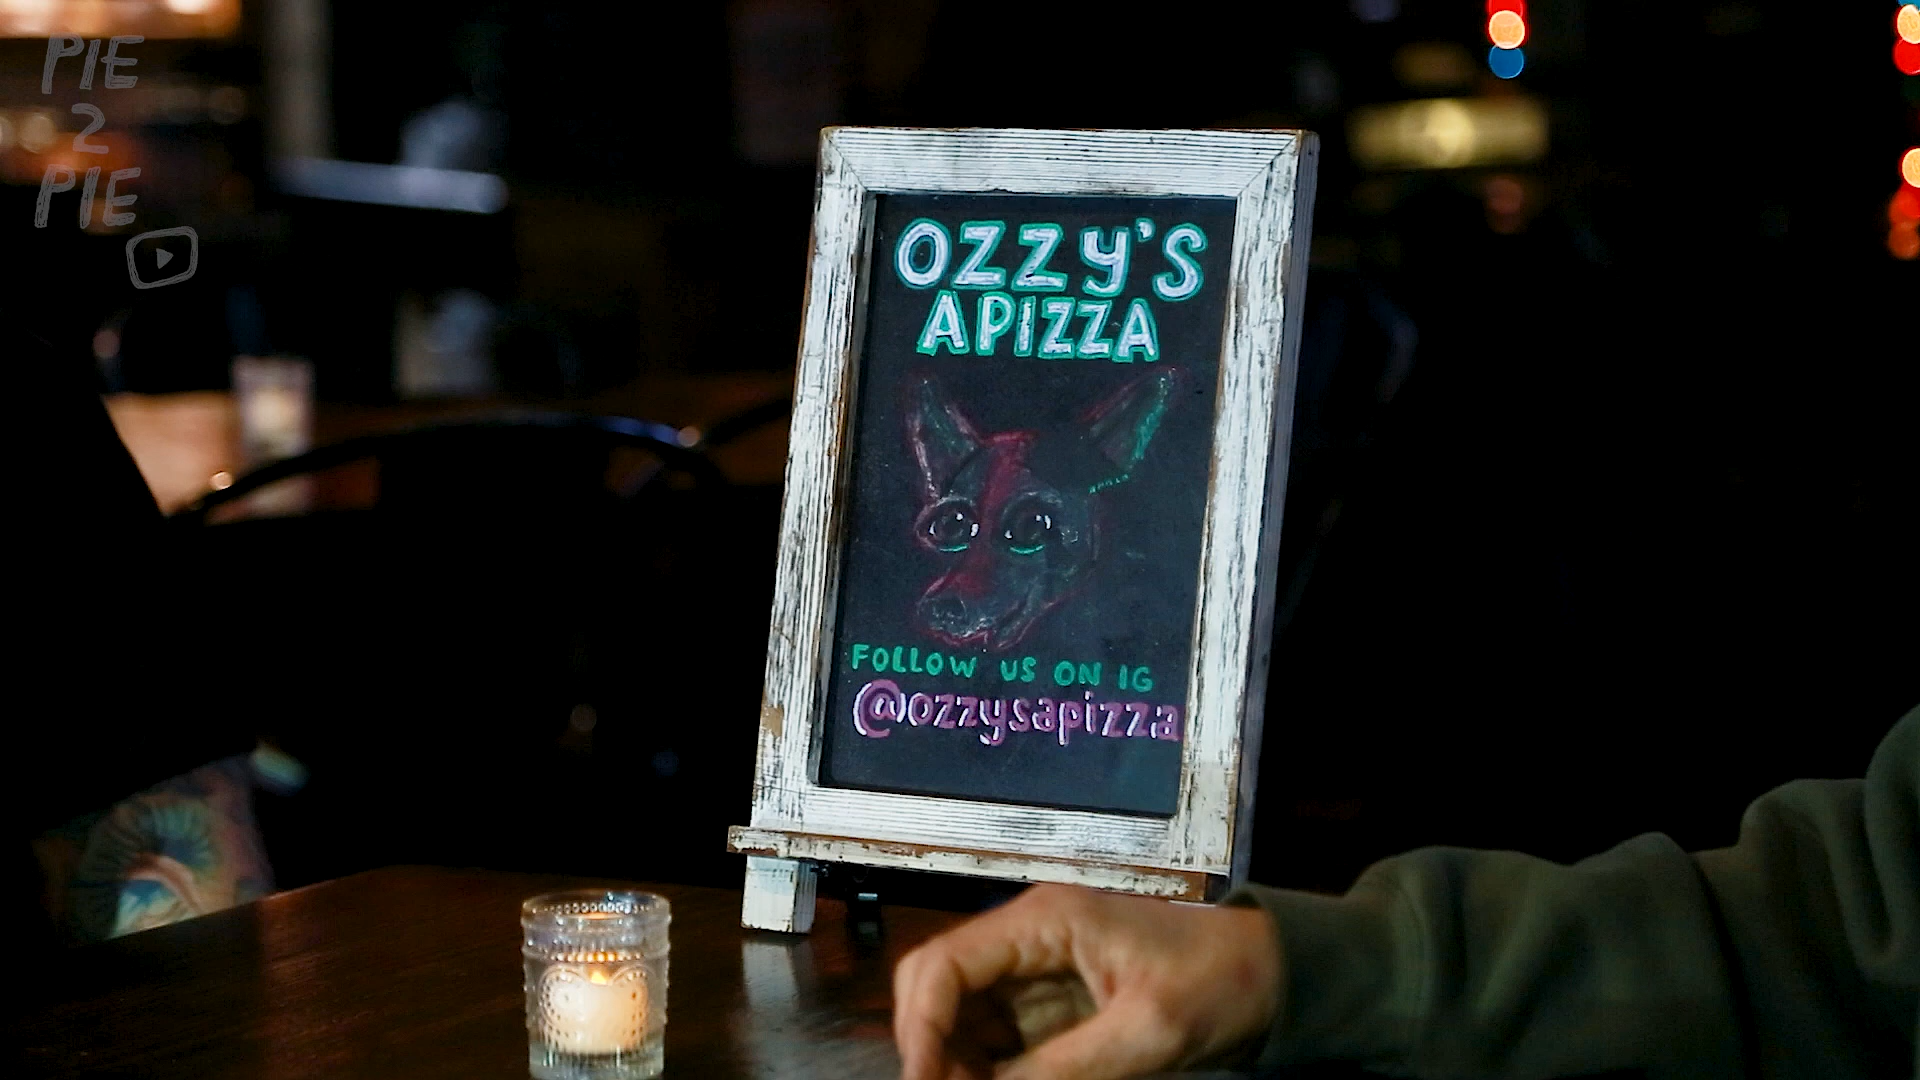 PIE
2
PIE
OZZY'S
APIZZA
FOLLOW US ON IG
@ozzysapizza